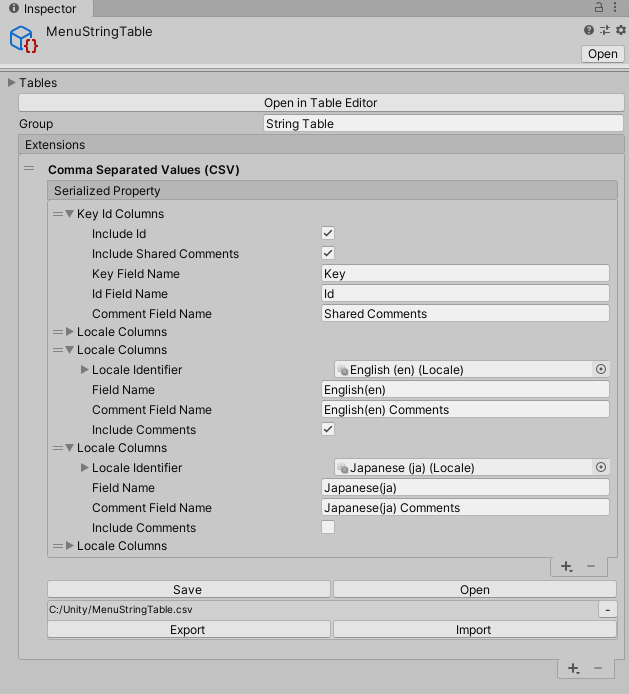 Inspector
MenuStringTable
Open
Tables
Open in Table Editor
Group String Table
Extensions
Comma Separated Values (CSV)
Serialized Property
Key Id Columns
Include Id
Include Shared Comments
Key Field Name Key
Id Field Name Id
Comment Field Name Shared Comments
Locale Columns
Locale Columns
Locale Identifier English (en) (Locale)
Field Name English(en)
Comment Field Name English(en) Comments
Include Comments
Locale Columns
Locale Identifier Japanese (ja) (Locale)
Field Name Japanese(ja)
Comment Field Name Japanese(ja) Comments
Include Comments
Locale Columns
Save Open
C:/Unity/MenuStringTable.csv -
Export Import